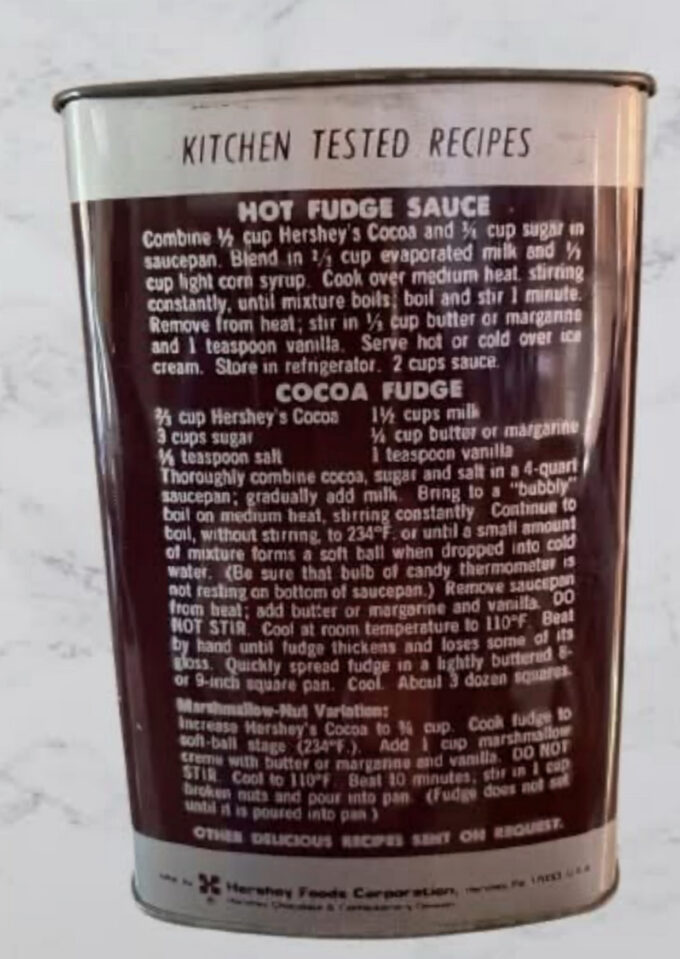 KITCHEN TESTED RECIPES
HOT FUDGE SAUCE
Combine ½ cup Hershey's Cocoa and ¾ cup sugar in
saucepan. Blend in ⅔ cup evaporated milk and ⅓
cup light corn syrup. Cook over medium heat, stirring
constantly, until mixture boils; boil and stir 1 minute.
Remove from heat; stir in ⅓ cup butter or margarine
and 1 teaspoon vanilla. Serve hot or cold over ice
cream. Store in refrigerator. 2 cups sauce.
COCOA FUDGE
⅔ cup Hershey's Cocoa 1½ cups milk
3 cups sugar ¼ cup butter or margarine
⅛ teaspoon salt 1 teaspoon vanilla
Thoroughly combine cocoa, sugar and salt in a 4-quart
saucepan; gradually add milk. Bring to a "bubbly"
boil on medium heat, stirring constantly. Continue to
boil, without stirring, to 234°F. or until a small amount
of mixture forms a soft ball when dropped into cold
water. (Be sure that bulb of candy thermometer is
not resting on bottom of saucepan.) Remove saucepan
from heat; add butter or margarine and vanilla. DO
NOT STIR. Cool at room temperature to 110°F. Beat
by hand until fudge thickens and loses some of its
gloss. Quickly spread fudge in a lightly buttered 8-
or 9-inch square pan. Cool. About 3 dozen squares.
Marshmallow-Nut Variation:
Increase Hershey's Cocoa to ¾ cup. Cook fudge to
soft-ball stage (234°F.). Add 1 cup marshmallow
creme with butter or margarine and vanilla. DO NOT
STIR. Cool to 110°F. Beat 10 minutes, stir in 1 cup
broken nuts and pour into pan. (Fudge does not set
until it is poured into pan.)
OTHER DELICIOUS RECIPES SENT ON REQUEST.
Hershey Foods Corporation, Hershey, Pa. U.S.A.
Hershey Chocolate & Confectionery Division